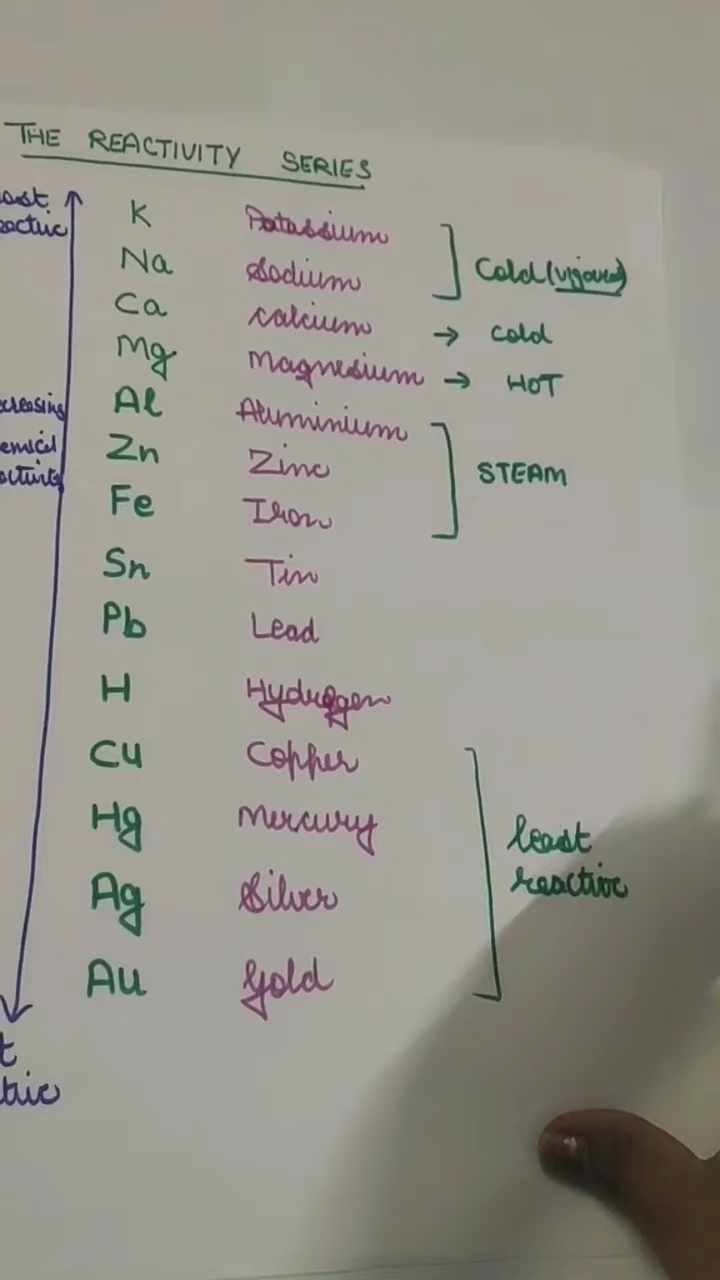 THE REACTIVITY SERIES
K Potassium
Na Sodium
Cold (vigorous)
Ca Calcium → Cold
Mg Magnesium → HOT
Al Aluminium
Zn Zinc
STEAM
Fe Iron
Sn Tin
Pb Lead
H Hydrogen
Cu Copper
Hg Mercury
least
reactive
Ag Silver
Au Gold